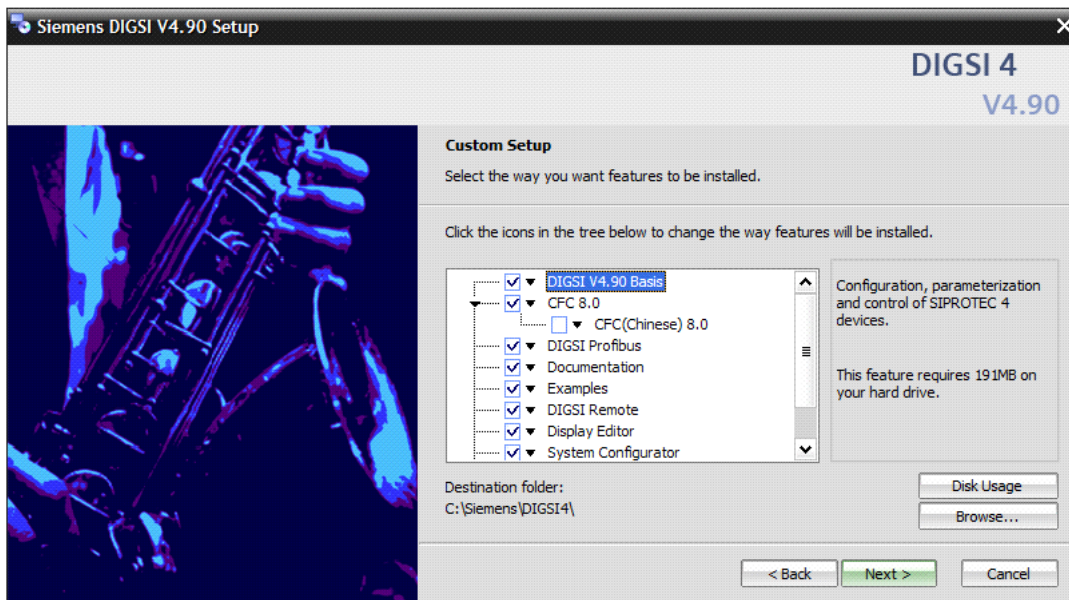 Siemens DIGSI V4.90 Setup
DIGSI 4
V4.90
Custom Setup
Select the way you want features to be installed.
Click the icons in the tree below to change the way features will be installed.
DIGSI V4.90 Basis
CFC 8.0
CFC(Chinese) 8.0
DIGSI Profibus
Documentation
Examples
DIGSI Remote
Display Editor
System Configurator
Configuration, parameterization
and control of SIPROTEC 4
devices.
This feature requires 191MB on
your hard drive.
Destination folder:
C:\Siemens\DIGSI4\
Disk Usage
Browse...
< Back
Next >
Cancel